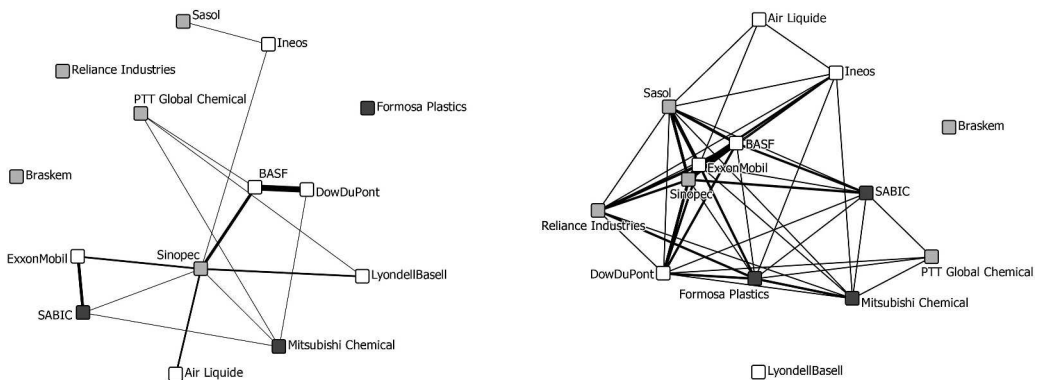 Sasol
Ineos
Reliance Industries
PTT Global Chemical
Formosa Plastics
BASF
DowDuPont
Braskem
Sinopec
ExxonMobil
LyondellBasell
SABIC
Mitsubishi Chemical
Air Liquide
Air Liquide
Ineos
Sasol
Braskem
BASF
ExxonMobil
Sinopec
SABIC
Reliance Industries
PTT Global Chemical
DowDuPont
Formosa Plastics
Mitsubishi Chemical
LyondellBasell